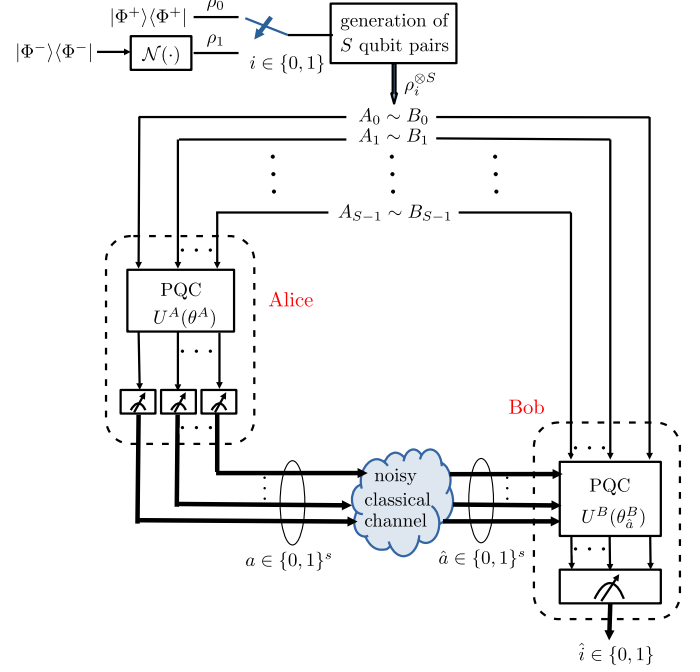 |Φ⁺⟩⟨Φ⁺|
ρ₀
|Φ⁻⟩⟨Φ⁻|
𝒩(·)
ρ₁
i ∈ {0, 1}
generation of
S qubit pairs
ρᵢ^{⊗S}
A₀ ∼ B₀
A₁ ∼ B₁
A_{S−1} ∼ B_{S−1}
PQC
U^A(θ^A)
Alice
Bob
noisy
classical
channel
a ∈ {0, 1}^s
â ∈ {0, 1}^s
PQC
U^B(θ^B_â)
î ∈ {0, 1}